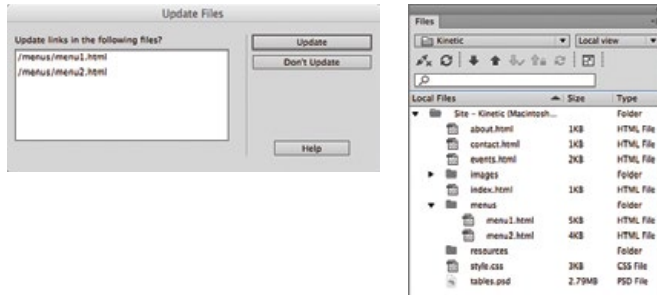 Update Files
Update links in the following files?
/menus/menu1.html
/menus/menu2.html
Update
Don't Update
Help
Files
Kinetic
Local view
Local Files Size Type
Site - Kinetic (Macintosh... Folder
about.html 1KB HTML File
contact.html 1KB HTML File
events.html 2KB HTML File
images Folder
index.html 1KB HTML File
menus Folder
menu1.html 5KB HTML File
menu2.html 4KB HTML File
resources Folder
style.css 3KB CSS File
tables.psd 2.79MB PSD File